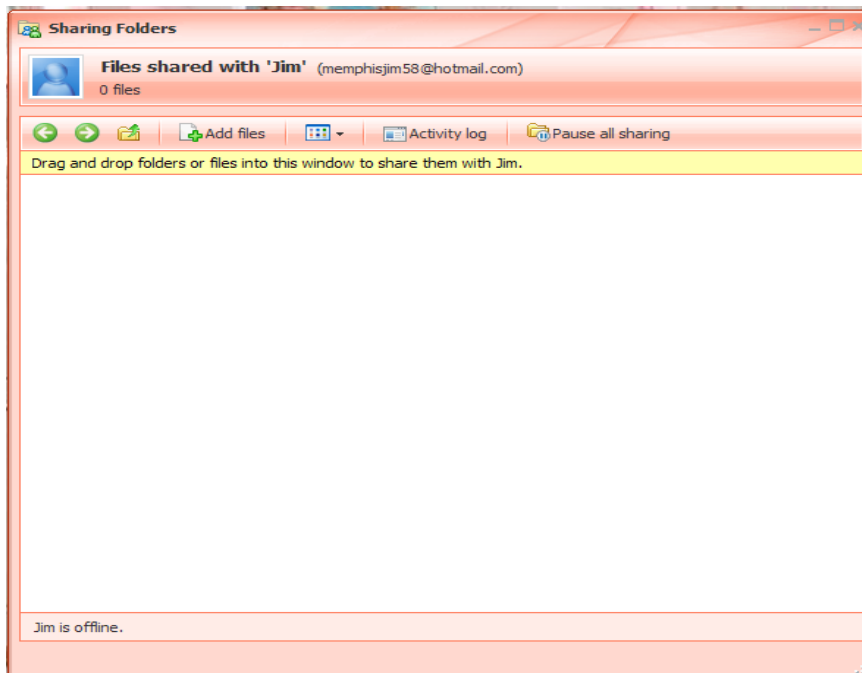 Sharing Folders
Files shared with 'Jim' (memphisjim58@hotmail.com)
0 files
Add files Activity log Pause all sharing
Drag and drop folders or files into this window to share them with Jim.
Jim is offline.